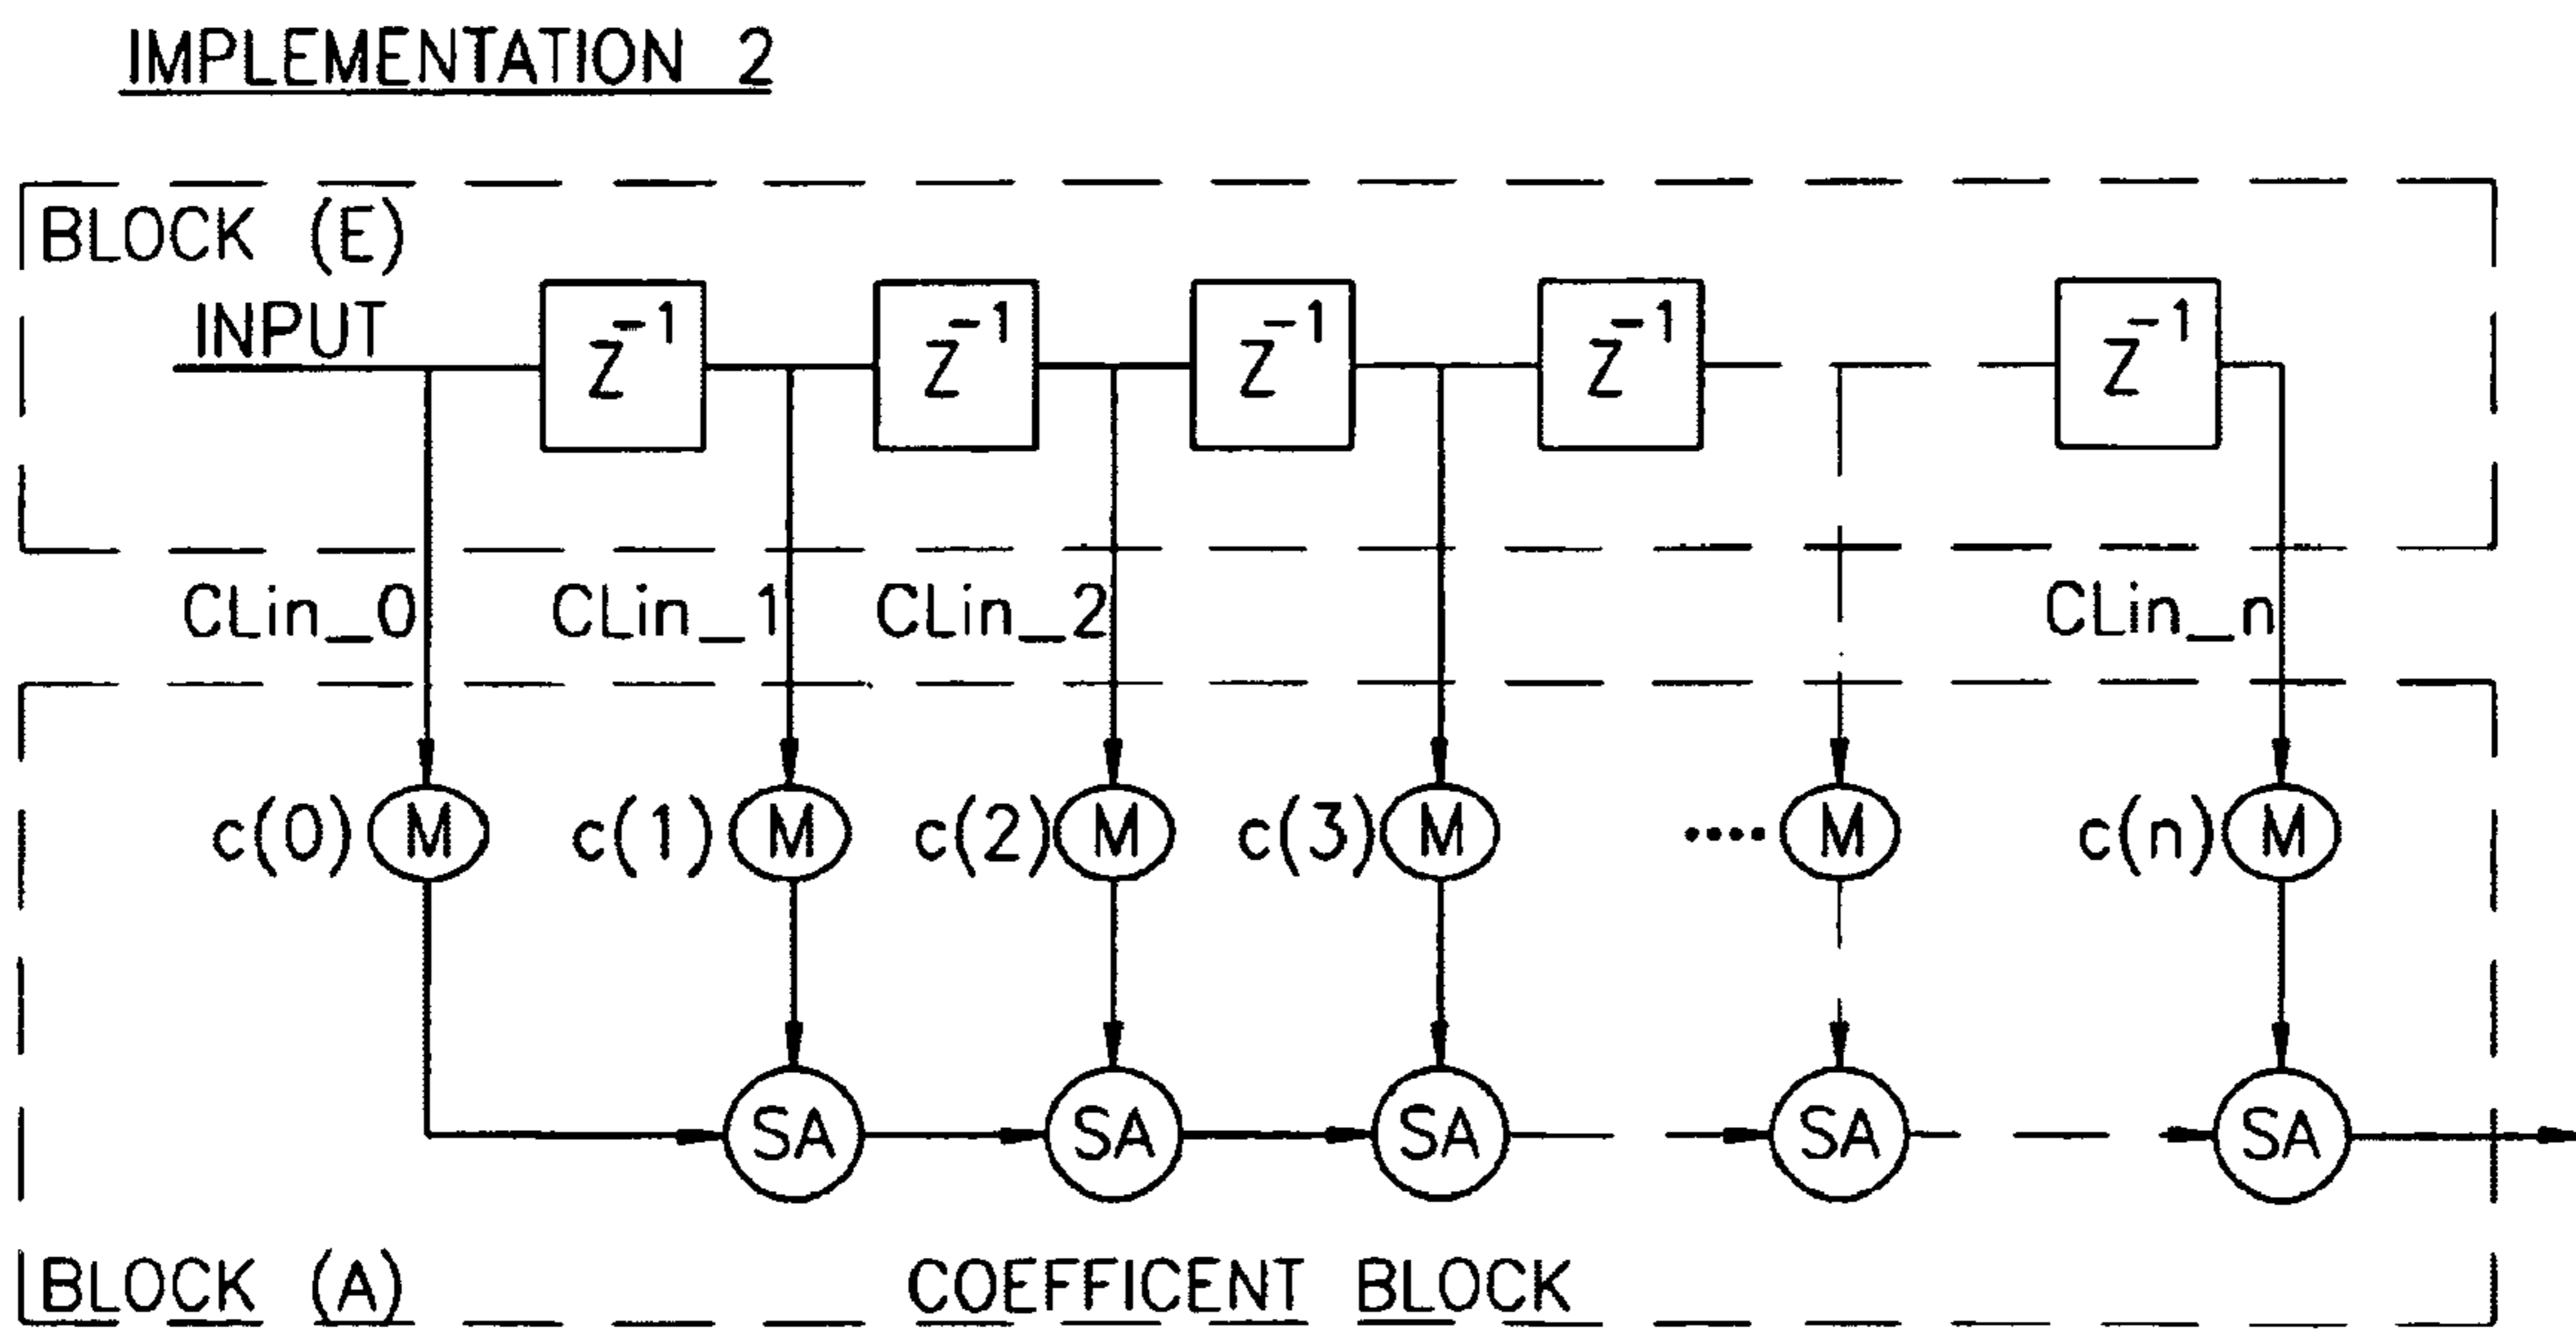 IMPLEMENTATION 2
BLOCK (E)
INPUT
Z⁻¹ Z⁻¹ Z⁻¹ Z⁻¹ Z⁻¹
CLin_0 CLin_1 CLin_2 CLin_n
c(0) M c(1) M c(2) M c(3) M .... M c(n) M
SA SA SA SA SA
BLOCK (A) COEFFICENT BLOCK